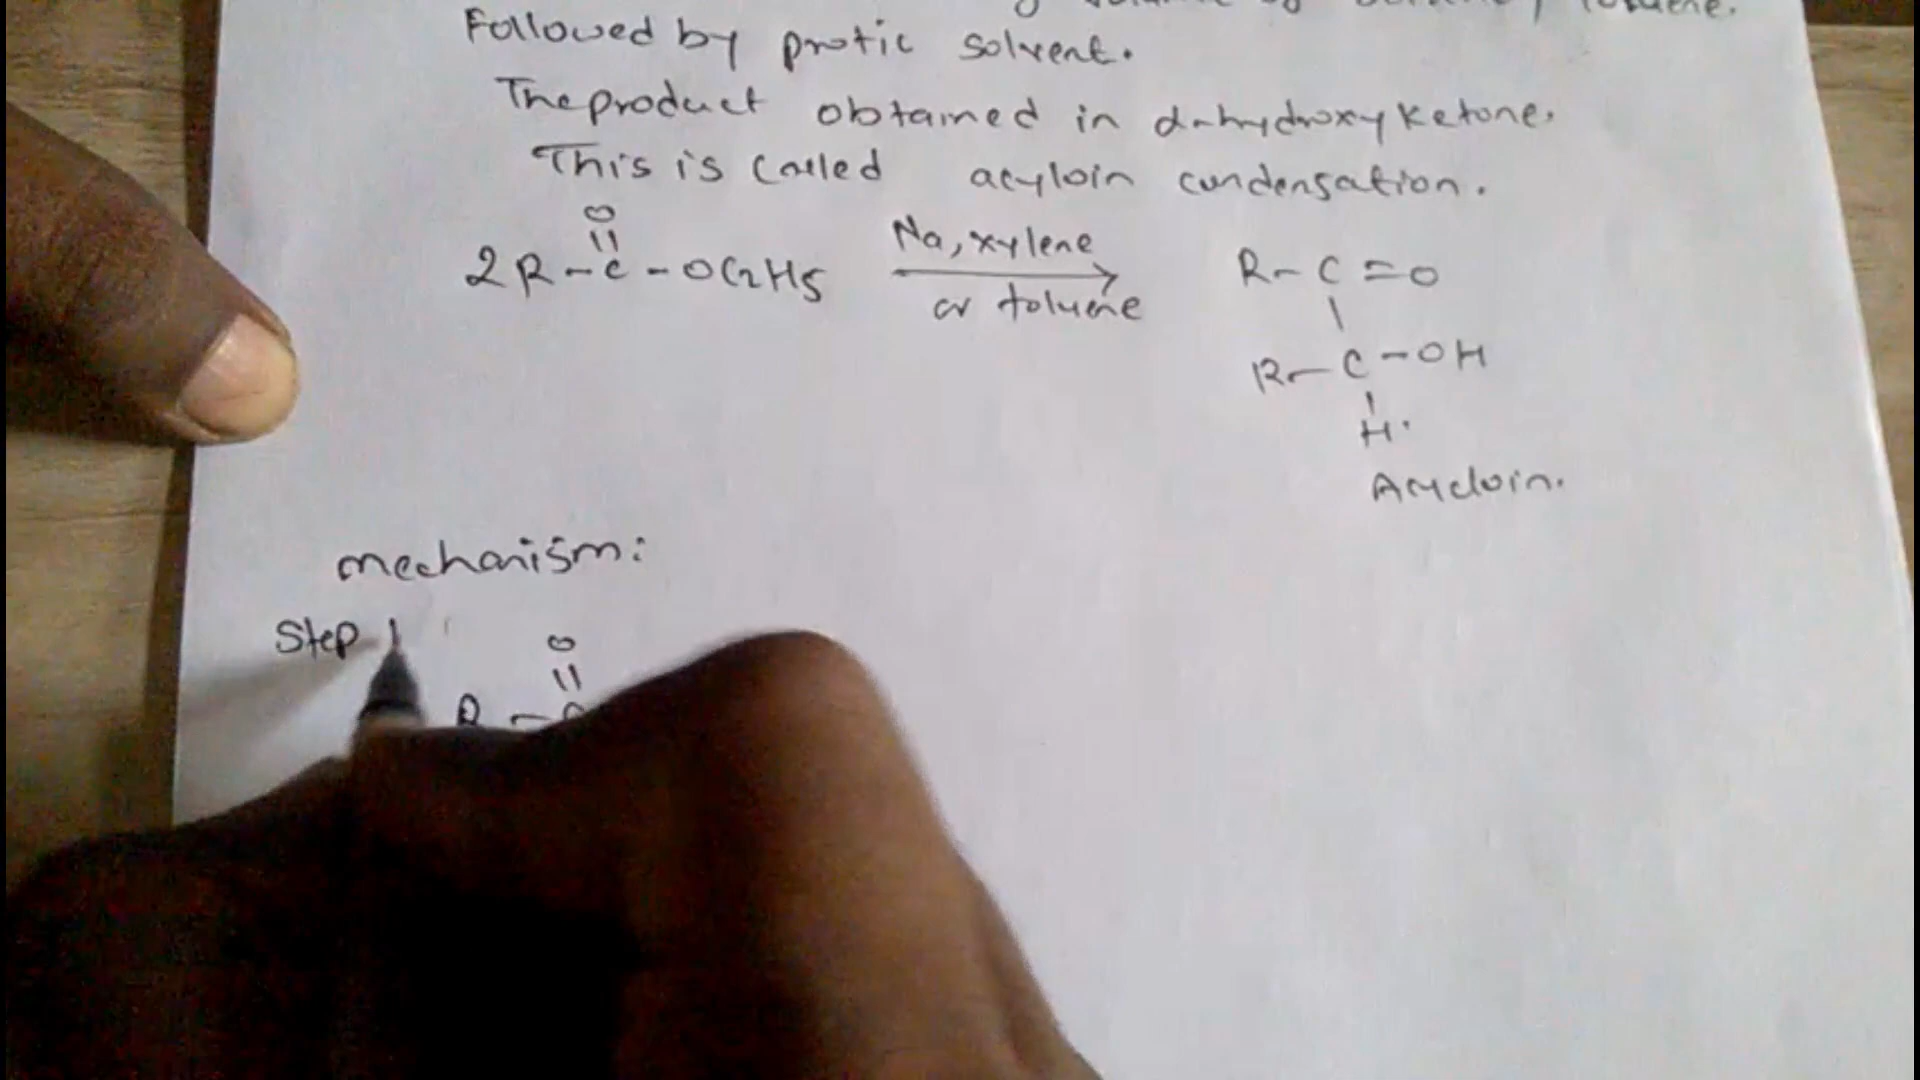 toluene.
Followed by protic solvent.
The product obtained in α-hydroxy ketone.
This is called acyloin condensation.
O
||
2R-C-OC2H5
Na, xylene
or toluene
R-C=O
|
R-C-OH
|
H.
Acyloin.
mechanism:
Step 1
O
||
R-C